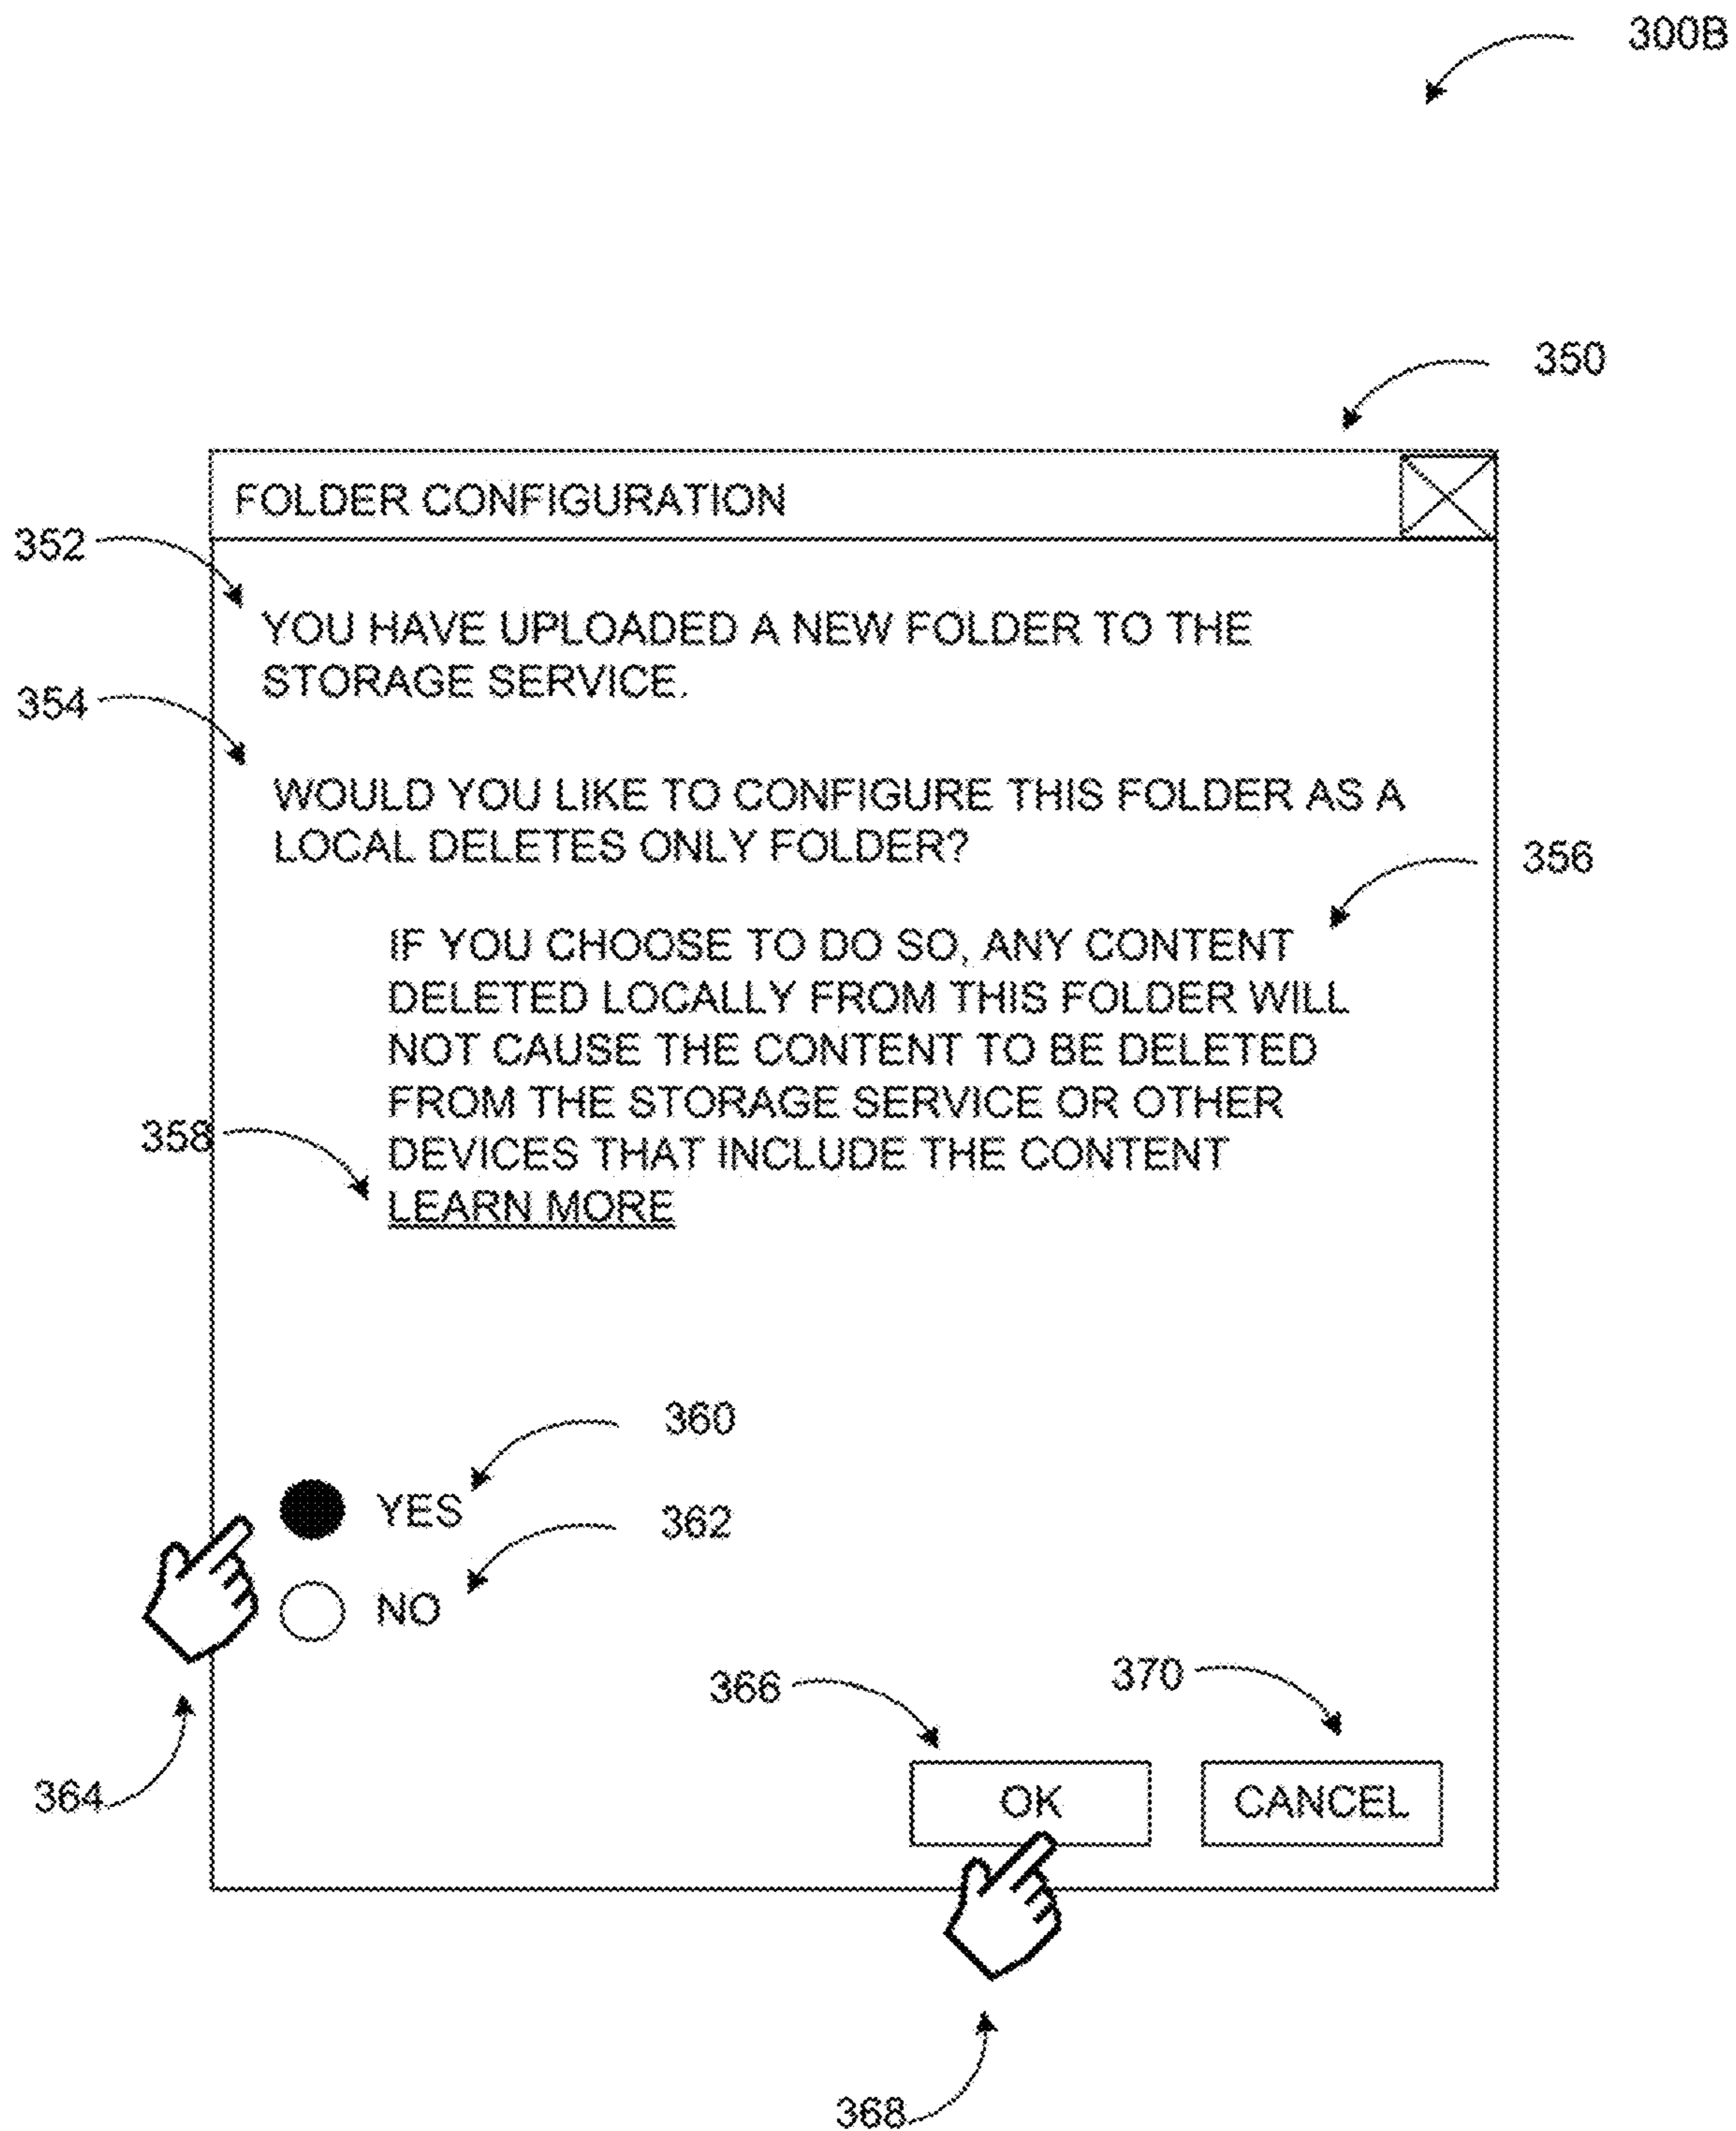 300B
350
FOLDER CONFIGURATION
352
YOU HAVE UPLOADED A NEW FOLDER TO THE
STORAGE SERVICE.
354
WOULD YOU LIKE TO CONFIGURE THIS FOLDER AS A
LOCAL DELETES ONLY FOLDER?
356
IF YOU CHOOSE TO DO SO, ANY CONTENT
DELETED LOCALLY FROM THIS FOLDER WILL
NOT CAUSE THE CONTENT TO BE DELETED
FROM THE STORAGE SERVICE OR OTHER
358
DEVICES THAT INCLUDE THE CONTENT
LEARN MORE
360
YES
362
NO
366
370
364
OK
CANCEL
368